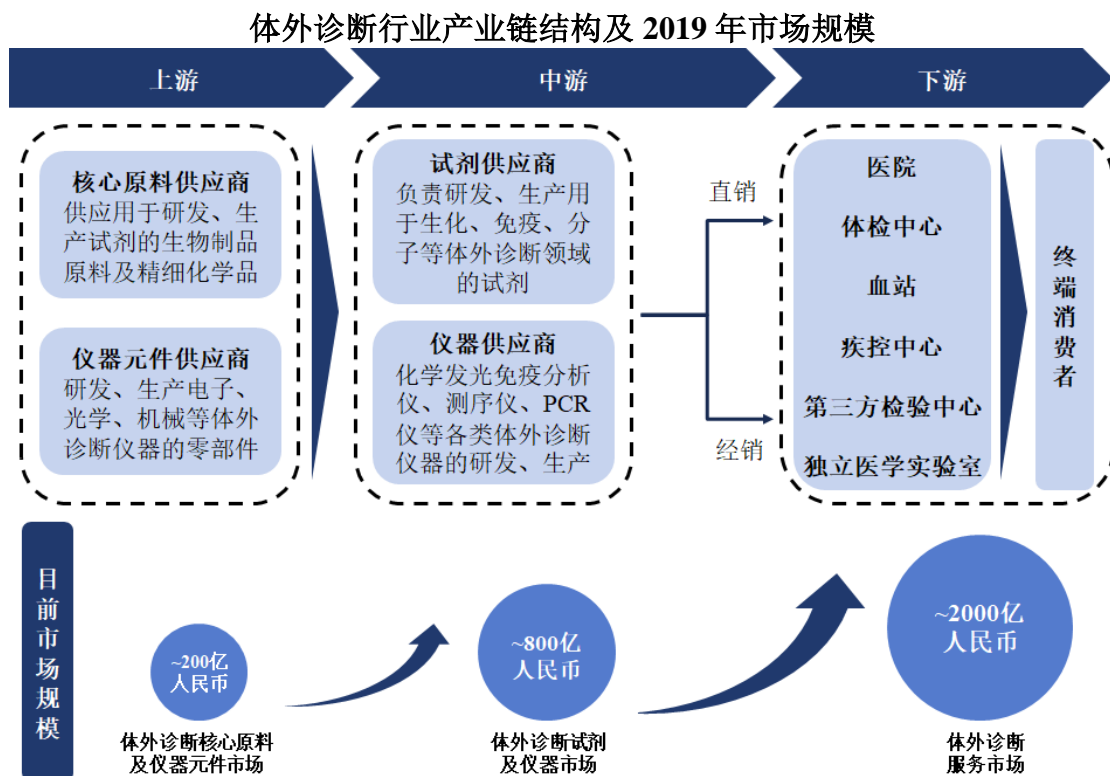 体外诊断行业产业链结构及 2019 年市场规模
上游
中游
下游
核心原料供应商
供应用于研发、生
产试剂的生物制品
原料及精细化学品
仪器元件供应商
研发、生产电子、
光学、机械等体外
诊断仪器的零部件
试剂供应商
负责研发、生产用
于生化、免疫、分
子等体外诊断领域
的试剂
仪器供应商
化学发光免疫分析
仪、测序仪、PCR
仪等各类体外诊断
仪器的研发、生产
直销
经销
医院
体检中心
血站
疾控中心
第三方检验中心
独立医学实验室
终端消费者
目前市场规模
~200亿
人民币
体外诊断核心原料
及仪器元件市场
~800亿
人民币
体外诊断试剂
及仪器市场
~2000亿
人民币
体外诊断
服务市场